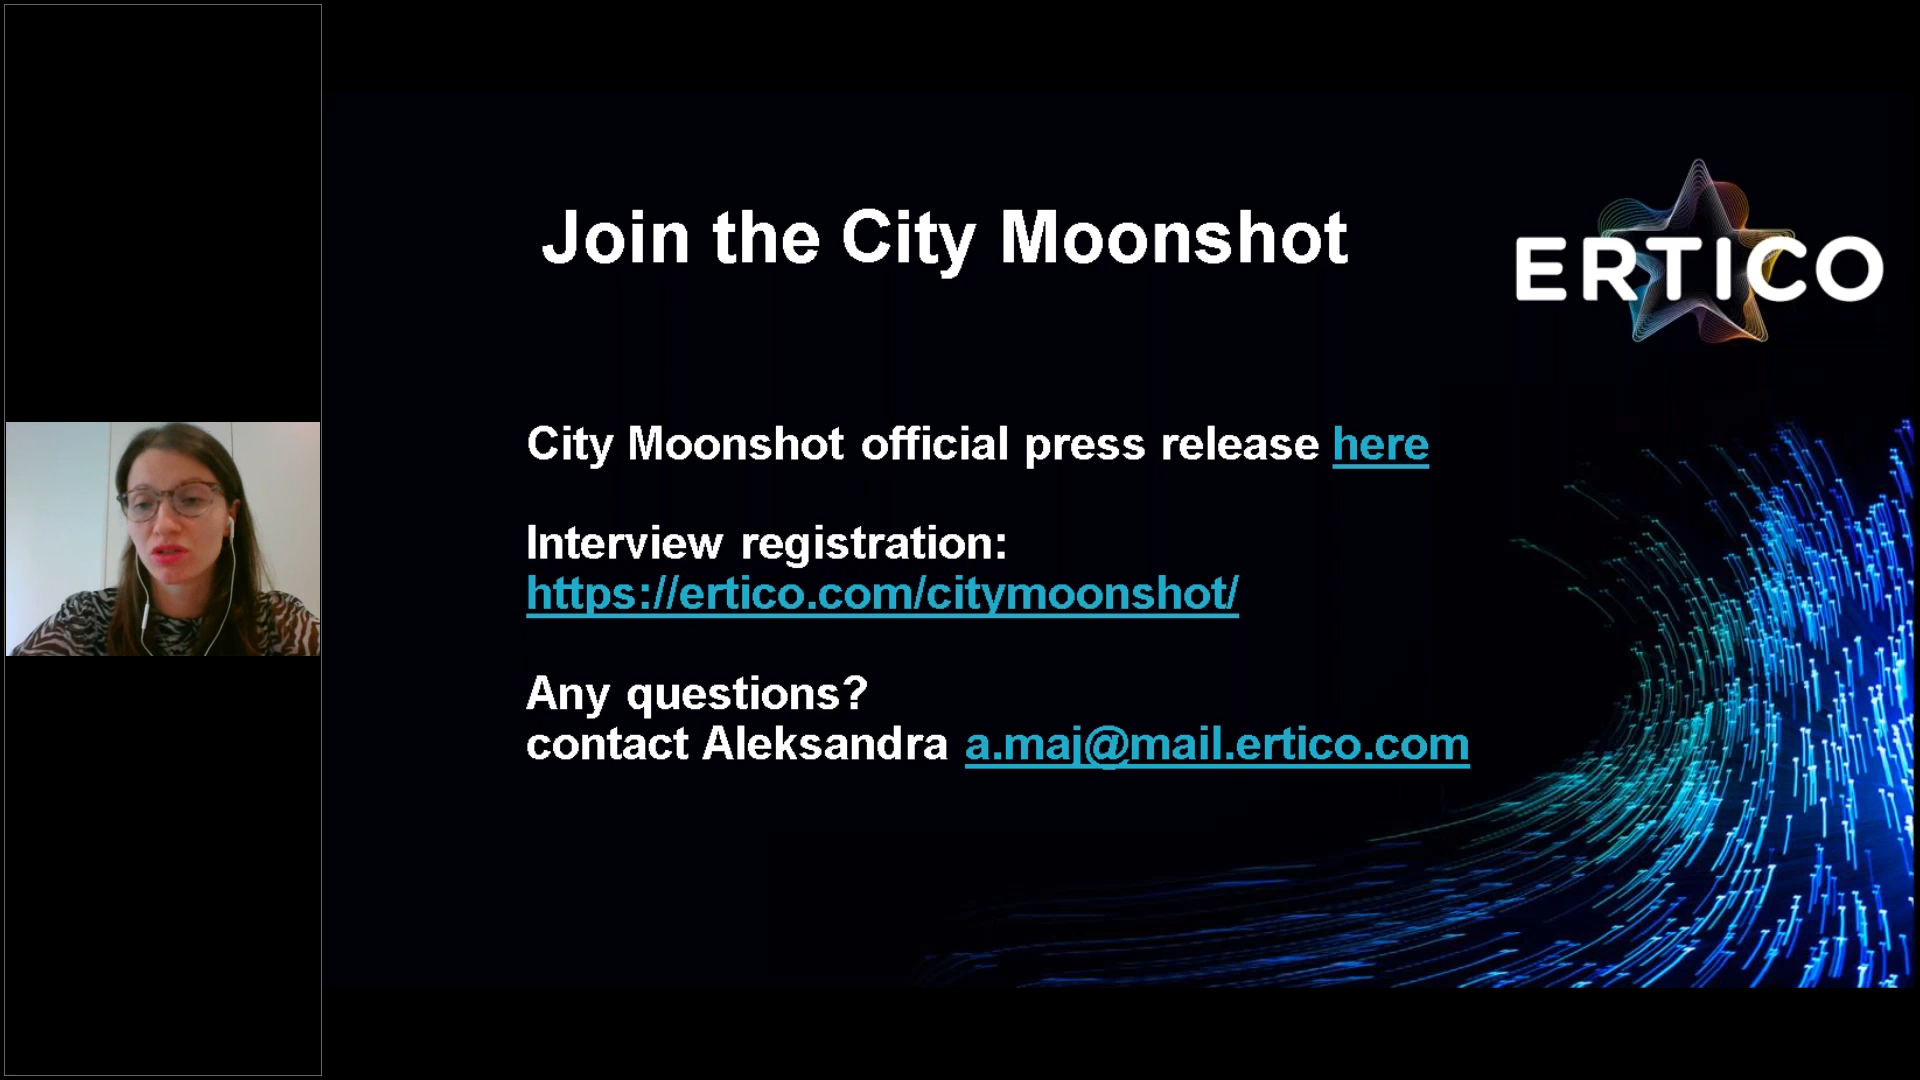 Join the City Moonshot
ERTICO
City Moonshot official press release here
Interview registration:
https://ertico.com/citymoonshot/
Any questions?
contact Aleksandra a.maj@mail.ertico.com